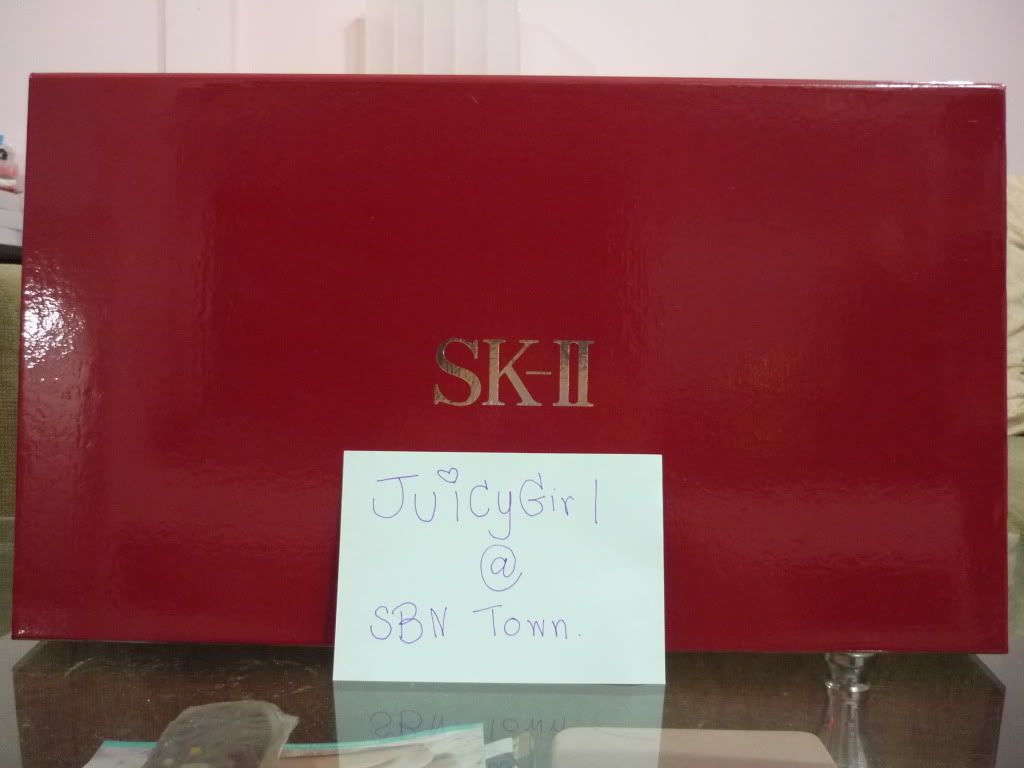 SK-II
JuicyGirl
@
SBN Town.